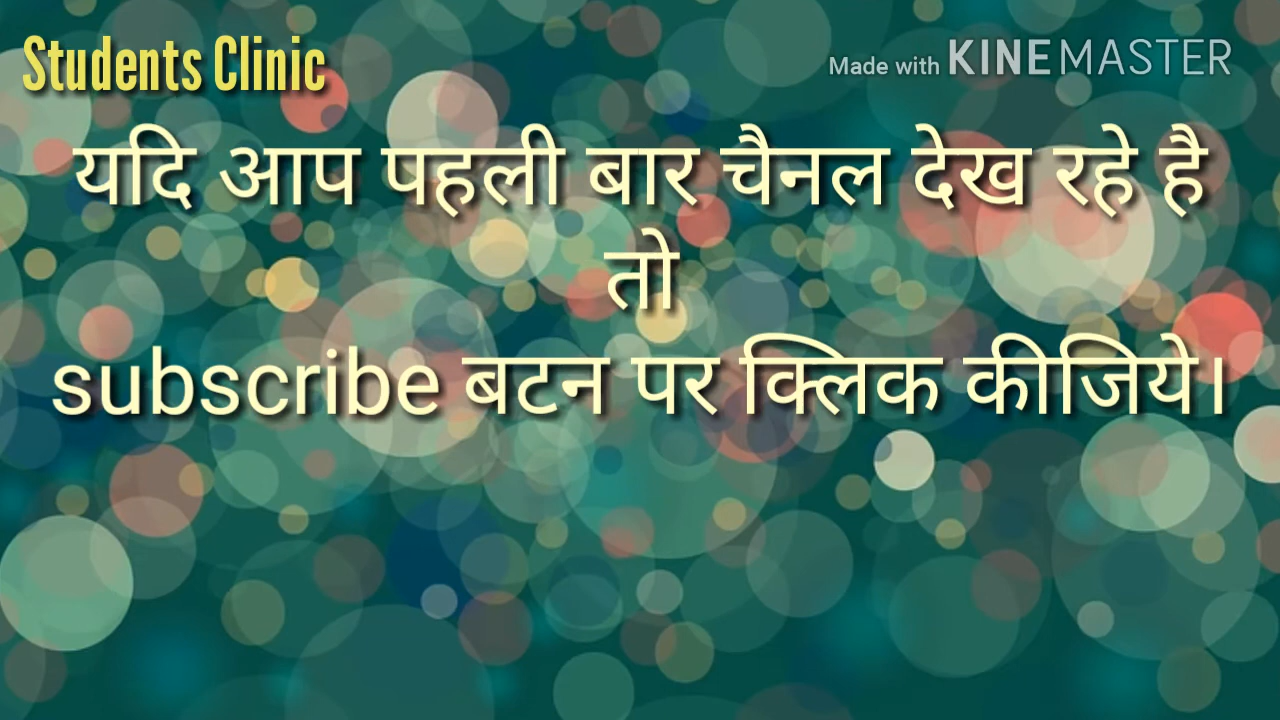 Students Clinic
Made with KINEMASTER
यदि आप पहली बार चैनल देख रहे है
तो
subscribe बटन पर क्लिक कीजिये।